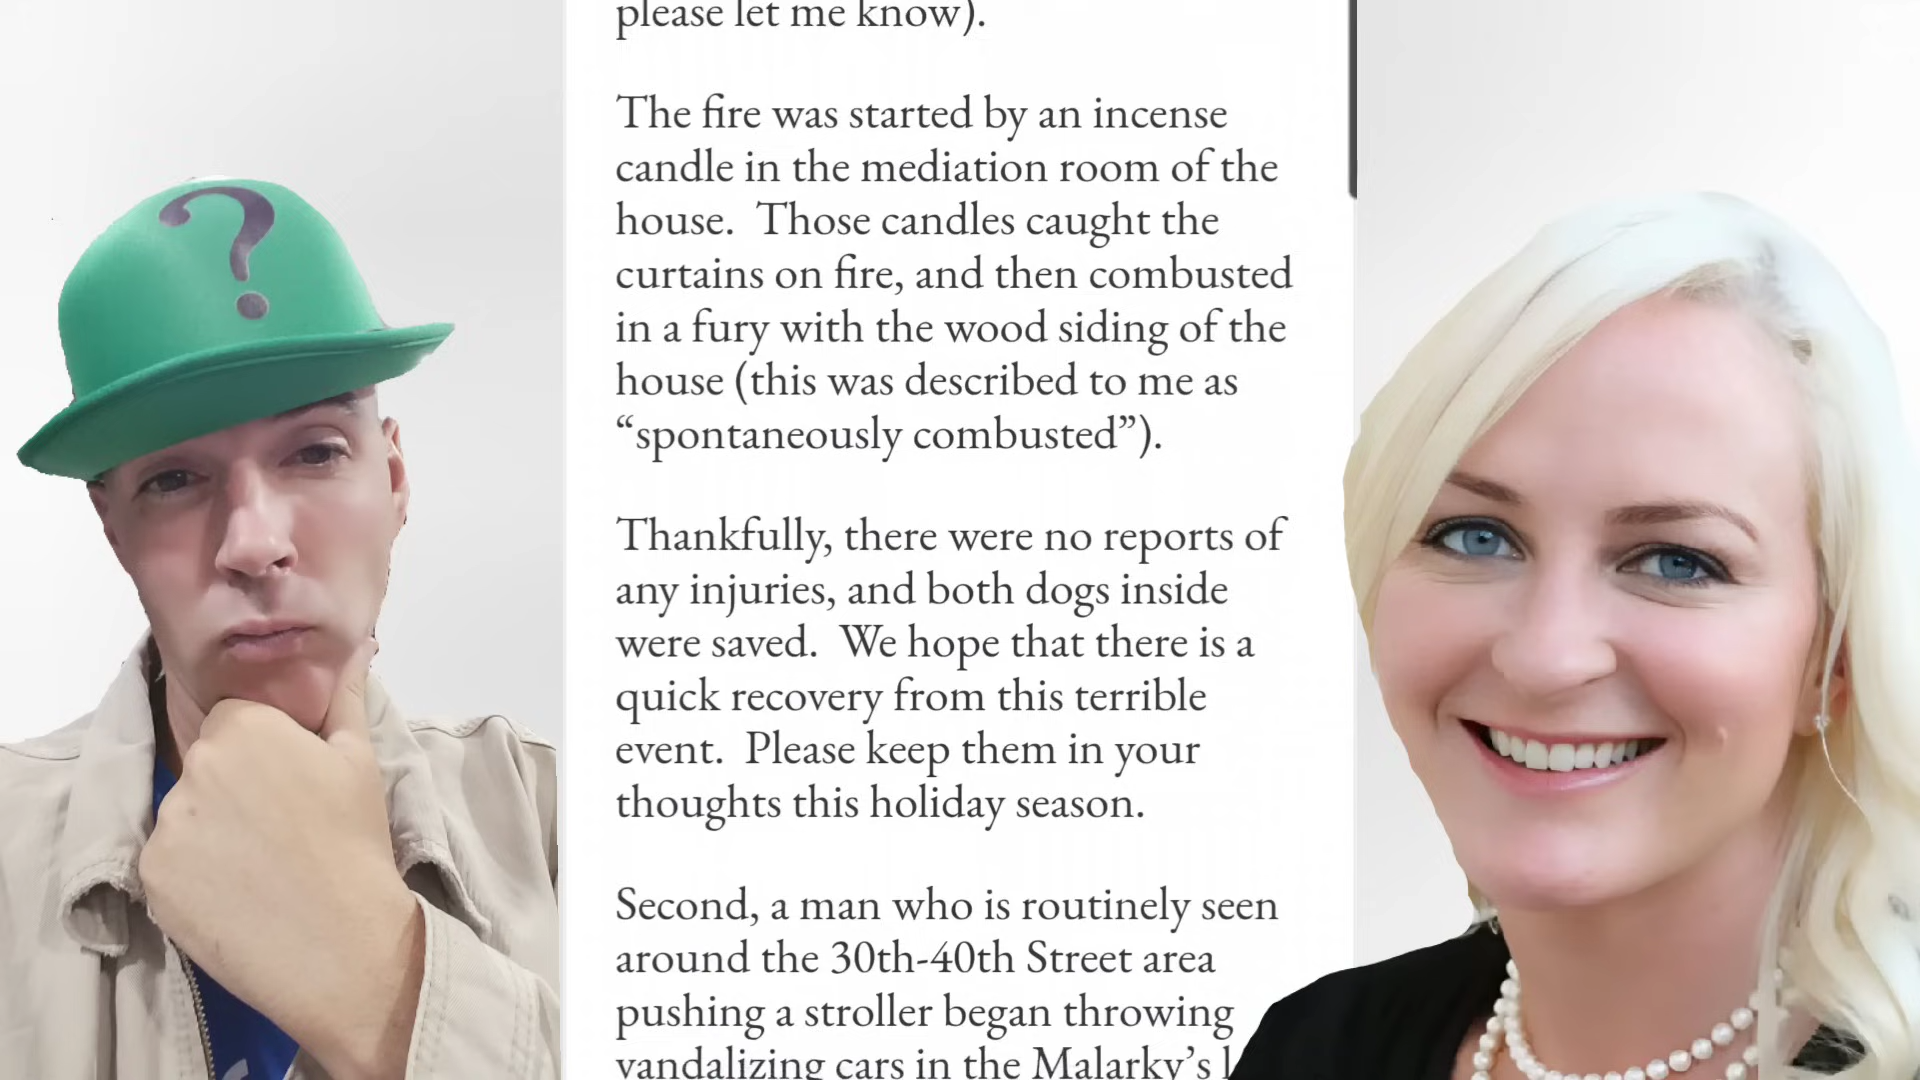 ?
please let me know).
The fire was started by an incense
candle in the mediation room of the
house.  Those candles caught the
curtains on fire, and then combusted
in a fury with the wood siding of the
house (this was described to me as
“spontaneously combusted”).
Thankfully, there were no reports of
any injuries, and both dogs inside
were saved.  We hope that there is a
quick recovery from this terrible
event.  Please keep them in your
thoughts this holiday season.
Second, a man who is routinely seen
around the 30th-40th Street area
pushing a stroller began throwing
vandalizing cars in the Malarky’s